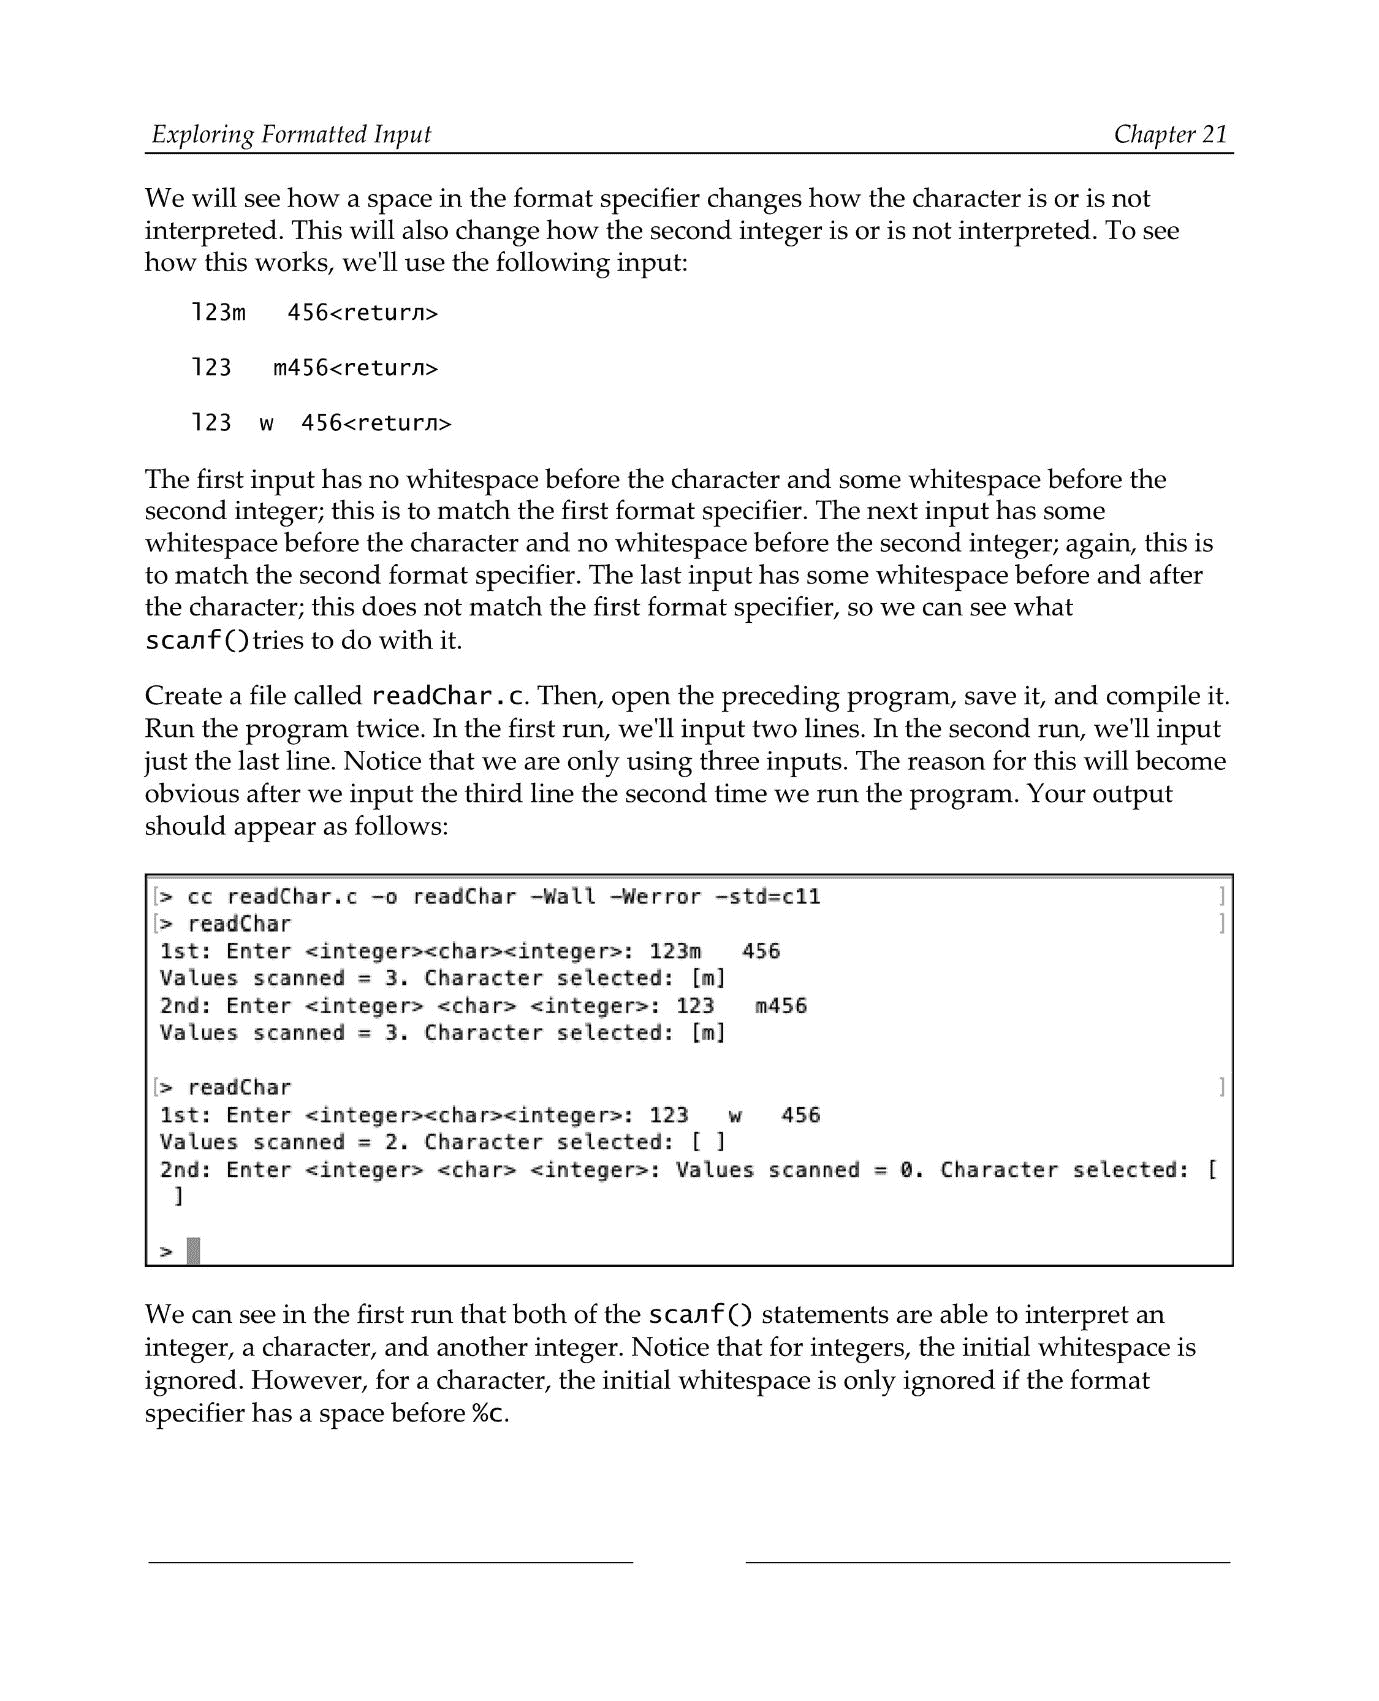 Exploring Formatted Input Chapter 21
We will see how a space in the format specifier changes how the character is or is not
interpreted. This will also change how the second integer is or is not interpreted. To see
how this works, we'll use the following input:
123m   456<return>
123   m456<return>
123  w  456<return>
The first input has no whitespace before the character and some whitespace before the
second integer; this is to match the first format specifier. The next input has some
whitespace before the character and no whitespace before the second integer; again, this is
to match the second format specifier. The last input has some whitespace before and after
the character; this does not match the first format specifier, so we can see what
scanf()tries to do with it.
Create a file called readChar.c. Then, open the preceding program, save it, and compile it.
Run the program twice. In the first run, we'll input two lines. In the second run, we'll input
just the last line. Notice that we are only using three inputs. The reason for this will become
obvious after we input the third line the second time we run the program. Your output
should appear as follows:
[> cc readChar.c -o readChar -Wall -Werror -std=c11 ]
[> readChar ]
1st: Enter <integer><char><integer>: 123m   456
Values scanned = 3. Character selected: [m]
2nd: Enter <integer> <char> <integer>: 123   m456
Values scanned = 3. Character selected: [m]
[> readChar ]
1st: Enter <integer><char><integer>: 123   w   456
Values scanned = 2. Character selected: [ ]
2nd: Enter <integer> <char> <integer>: Values scanned = 0. Character selected: [
]
>
We can see in the first run that both of the scanf() statements are able to interpret an
integer, a character, and another integer. Notice that for integers, the initial whitespace is
ignored. However, for a character, the initial whitespace is only ignored if the format
specifier has a space before %c.